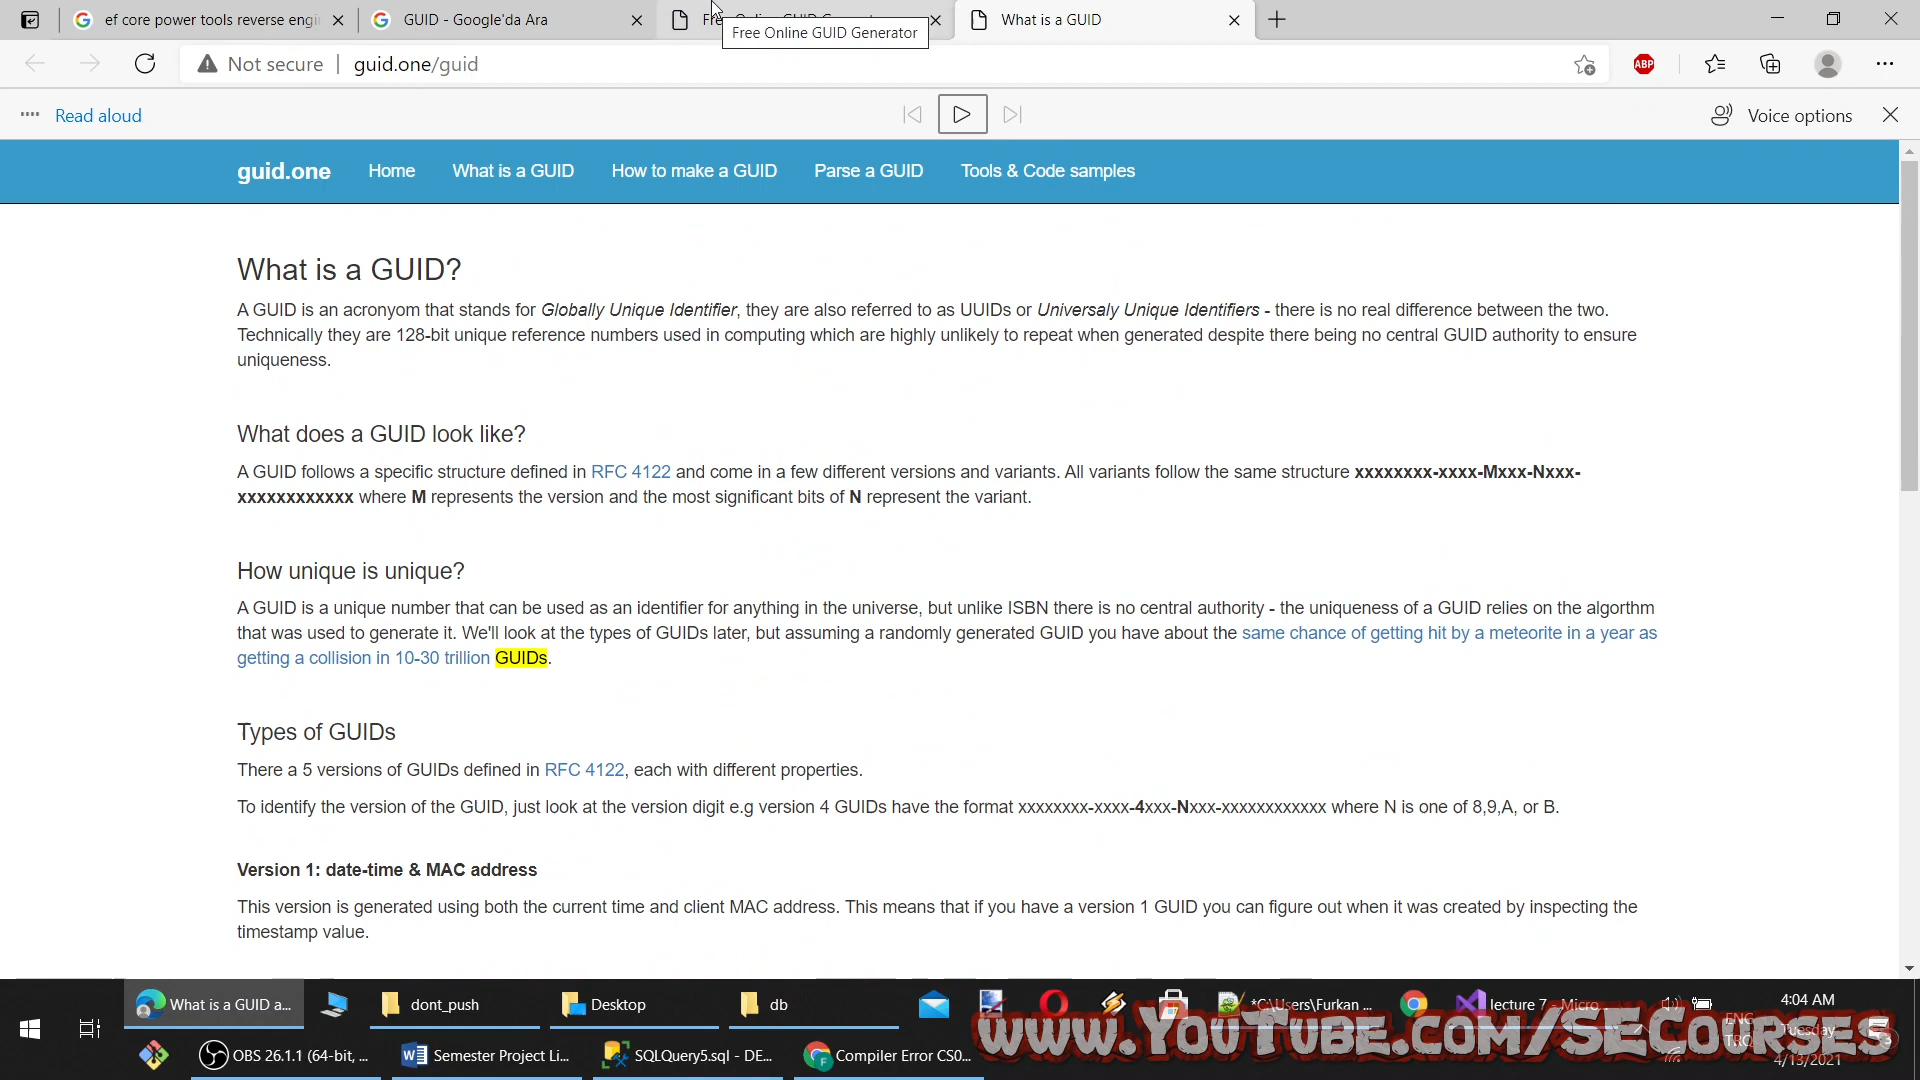 ef core power tools reverse engi
GUID - Google'da Ara
Free Online GUID Generator
What is a GUID
Not secure
guid.one/guid
ABP
Read aloud
Voice options
guid.one
Home
What is a GUID
How to make a GUID
Parse a GUID
Tools & Code samples
What is a GUID?
A GUID is an acronyom that stands for Globally Unique Identifier, they are also referred to as UUIDs or Universaly Unique Identifiers - there is no real difference between the two.
Technically they are 128-bit unique reference numbers used in computing which are highly unlikely to repeat when generated despite there being no central GUID authority to ensure
uniqueness.
What does a GUID look like?
A GUID follows a specific structure defined in RFC 4122 and come in a few different versions and variants. All variants follow the same structure xxxxxxxx-xxxx-Mxxx-Nxxx-
xxxxxxxxxxxx where M represents the version and the most significant bits of N represent the variant.
How unique is unique?
A GUID is a unique number that can be used as an identifier for anything in the universe, but unlike ISBN there is no central authority - the uniqueness of a GUID relies on the algorthm
that was used to generate it. We'll look at the types of GUIDs later, but assuming a randomly generated GUID you have about the same chance of getting hit by a meteorite in a year as
getting a collision in 10-30 trillion GUIDs.
Types of GUIDs
There a 5 versions of GUIDs defined in RFC 4122, each with different properties.
To identify the version of the GUID, just look at the version digit e.g version 4 GUIDs have the format xxxxxxxx-xxxx-4xxx-Nxxx-xxxxxxxxxxxx where N is one of 8,9,A, or B.
Version 1: date-time & MAC address
This version is generated using both the current time and client MAC address. This means that if you have a version 1 GUID you can figure out when it was created by inspecting the
timestamp value.
What is a GUID a...
dont_push
Desktop
db
*C:\Users\Furkan ...
lecture 7 - Micro...
4:04 AM
ENG
Tuesday
TRQ
4/13/2021
OBS 26.1.1 (64-bit, ...
Semester Project Li...
SQLQuery5.sql - DE...
Compiler Error CS0...
www.YouTube.com/SECourses